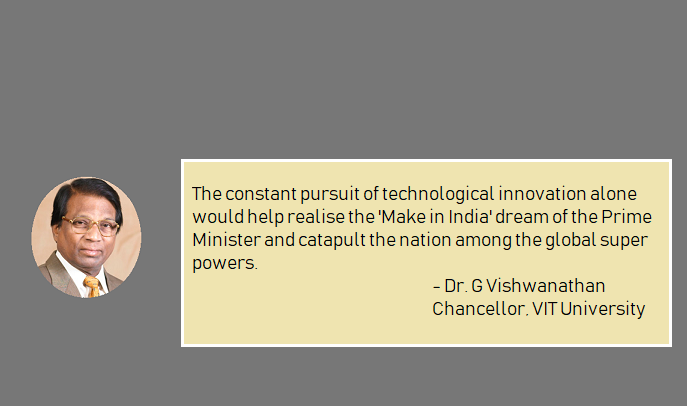 The constant pursuit of technological innovation alone
would help realise the 'Make in India' dream of the Prime
Minister and catapult the nation among the global super
powers.
- Dr. G Vishwanathan
Chancellor, VIT University